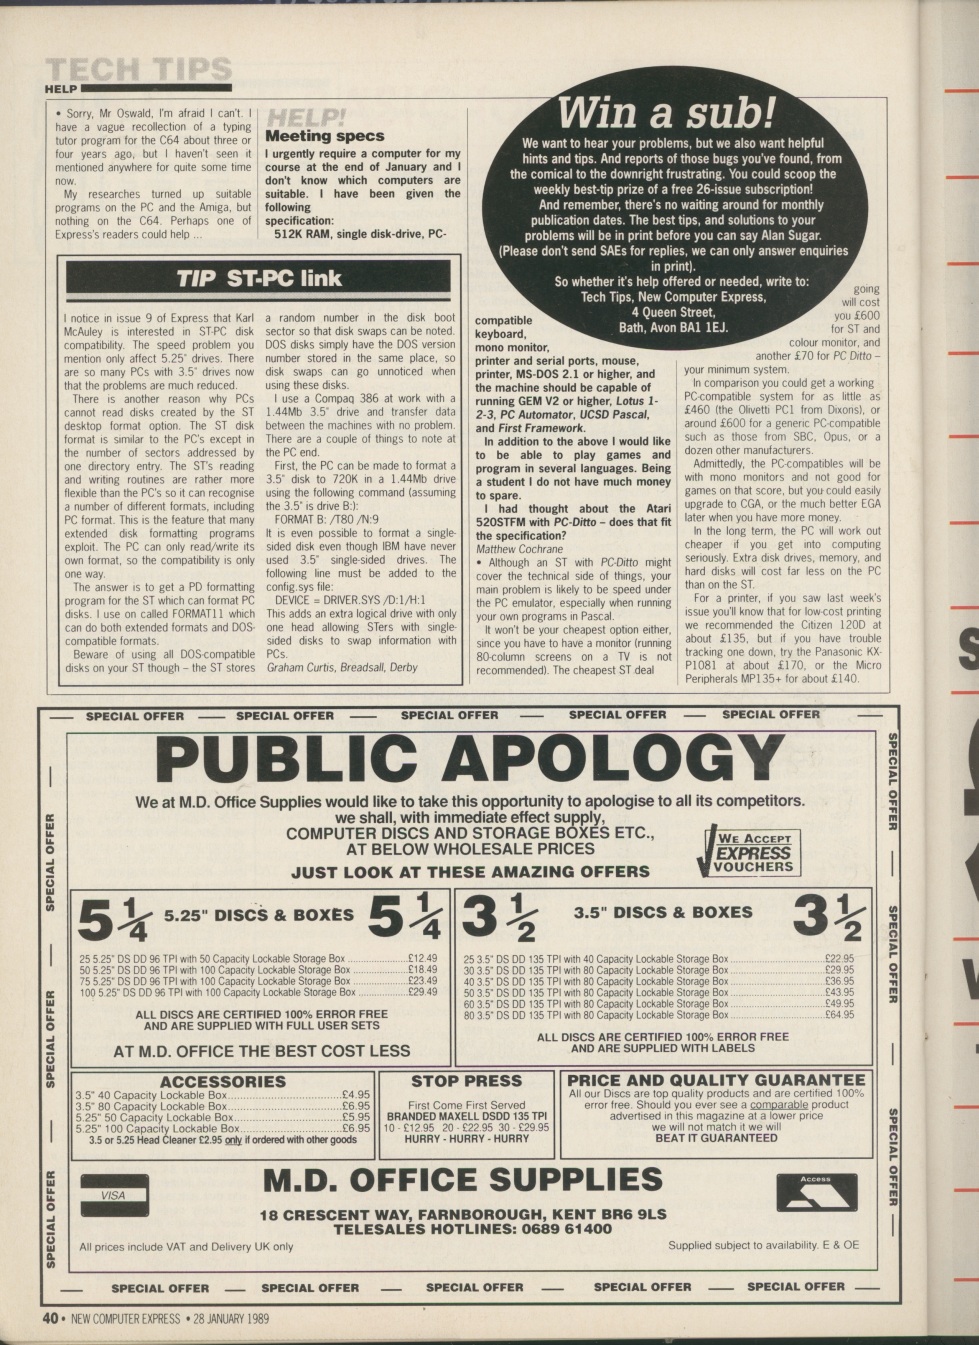 TECH TIPS
HELP
• Sorry, Mr Oswald, I'm afraid I can't. I
have a vague recollection of a typing
tutor program for the C64 about three or
four years ago, but I haven't seen it
mentioned anywhere for quite some time
now.
My researches turned up suitable
programs on the PC and the Amiga, but
nothing on the C64. Perhaps one of
Express's readers could help ...
HELP!
Meeting specs
I urgently require a computer for my
course at the end of January and I
don't know which computers are
suitable. I have been given the
following
specification:
512K RAM, single disk-drive, PC-
compatible
keyboard,
mono monitor,
printer and serial ports, mouse,
printer, MS-DOS 2.1 or higher, and
the machine should be capable of
running GEM V2 or higher, Lotus 1-
2-3, PC Automator, UCSD Pascal,
and First Framework.
In addition to the above I would like
to be able to play games and
program in several languages. Being
a student I do not have much money
to spare.
I had thought about the Atari
520STFM with PC-Ditto – does that fit
the specification?
Matthew Cochrane
• Although an ST with PC-Ditto might
cover the technical side of things, your
main problem is likely to be speed under
the PC emulator, especially when running
your own programs in Pascal.
It won't be your cheapest option either,
since you have to have a monitor (running
80-column screens on a TV is not
recommended). The cheapest ST deal
going
will cost
you £600
for ST and
colour monitor, and
another £70 for PC Ditto –
your minimum system.
In comparison you could get a working
PC-compatible system for as little as
£460 (the Olivetti PC1 from Dixons), or
around £600 for a generic PC-compatible
such as those from SBC, Opus, or a
dozen other manufacturers.
Admittedly, the PC-compatibles will be
with mono monitors and not good for
games on that score, but you could easily
upgrade to CGA, or the much better EGA
later when you have more money.
In the long term, the PC will work out
cheaper if you get into computing
seriously. Extra disk drives, memory, and
hard disks will cost far less on the PC
than on the ST.
For a printer, if you saw last week's
issue you'll know that for low-cost printing
we recommended the Citizen 120D at
about £135, but if you have trouble
tracking one down, try the Panasonic KX-
P1081 at about £170, or the Micro
Peripherals MP135+ for about £140.
Win a sub!
We want to hear your problems, but we also want helpful
hints and tips. And reports of those bugs you've found, from
the comical to the downright frustrating. You could scoop the
weekly best-tip prize of a free 26-issue subscription!
And remember, there's no waiting around for monthly
publication dates. The best tips, and solutions to your
problems will be in print before you can say Alan Sugar.
(Please don't send SAEs for replies, we can only answer enquiries
in print).
So whether it's help offered or needed, write to:
Tech Tips, New Computer Express,
4 Queen Street,
Bath, Avon BA1 1EJ.
TIP ST-PC link
I notice in issue 9 of Express that Karl
McAuley is interested in ST-PC disk
compatibility. The speed problem you
mention only affect 5.25" drives. There
are so many PCs with 3.5" drives now
that the problems are much reduced.
There is another reason why PCs
cannot read disks created by the ST
desktop format option. The ST disk
format is similar to the PC's except in
the number of sectors addressed by
one directory entry. The ST's reading
and writing routines are rather more
flexible than the PC's so it can recognise
a number of different formats, including
PC format. This is the feature that many
extended disk formatting programs
exploit. The PC can only read/write its
own format, so the compatibility is only
one way.
The answer is to get a PD formatting
program for the ST which can format PC
disks. I use on called FORMAT11 which
can do both extended formats and DOS-
compatible formats.
Beware of using all DOS-compatible
disks on your ST though – the ST stores
a random number in the disk boot
sector so that disk swaps can be noted.
DOS disks simply have the DOS version
number stored in the same place, so
disk swaps can go unnoticed when
using these disks.
I use a Compaq 386 at work with a
1.44Mb 3.5" drive and transfer data
between the machines with no problem.
There are a couple of things to note at
the PC end.
First, the PC can be made to format a
3.5" disk to 720K in a 1.44Mb drive
using the following command (assuming
the 3.5" is drive B:):
FORMAT B: /T80 /N:9
It is even possible to format a single-
sided disk even though IBM have never
used 3.5" single-sided drives. The
following line must be added to the
config.sys file:
DEVICE = DRIVER.SYS /D:1/H:1
This adds an extra logical drive with only
one head allowing STers with single-
sided disks to swap information with
PCs.
Graham Curtis, Breadsall, Derby
SPECIAL OFFER — SPECIAL OFFER — SPECIAL OFFER — SPECIAL OFFER — SPECIAL OFFER
SPECIAL OFFER — SPECIAL OFFER — SPECIAL OFFER
PUBLIC APOLOGY
We at M.D. Office Supplies would like to take this opportunity to apologise to all its competitors.
we shall, with immediate effect supply,
COMPUTER DISCS AND STORAGE BOXES ETC.,
AT BELOW WHOLESALE PRICES
JUST LOOK AT THESE AMAZING OFFERS
WE ACCEPT
EXPRESS
VOUCHERS
5 1/4 5.25" DISCS & BOXES 5 1/4
25 5.25" DS DD 96 TPI with 50 Capacity Lockable Storage Box ..........£12.49
50 5.25" DS DD 96 TPI with 100 Capacity Lockable Storage Box ..........£18.49
75 5.25" DS DD 96 TPI with 100 Capacity Lockable Storage Box ..........£23.49
100 5.25" DS DD 96 TPI with 100 Capacity Lockable Storage Box ..........£29.49
ALL DISCS ARE CERTIFIED 100% ERROR FREE
AND ARE SUPPLIED WITH FULL USER SETS
AT M.D. OFFICE THE BEST COST LESS
3 1/2 3.5" DISCS & BOXES 3 1/2
25 3.5" DS DD 135 TPI with 40 Capacity Lockable Storage Box ..........£22.95
30 3.5" DS DD 135 TPI with 80 Capacity Lockable Storage Box ..........£29.95
40 3.5" DS DD 135 TPI with 80 Capacity Lockable Storage Box ..........£36.95
50 3.5" DS DD 135 TPI with 80 Capacity Lockable Storage Box ..........£43.95
60 3.5" DS DD 135 TPI with 80 Capacity Lockable Storage Box ..........£49.95
80 3.5" DS DD 135 TPI with 80 Capacity Lockable Storage Box ..........£64.95
ALL DISCS ARE CERTIFIED 100% ERROR FREE
AND ARE SUPPLIED WITH LABELS
ACCESSORIES
3.5" 40 Capacity Lockable Box..........£4.95
3.5" 80 Capacity Lockable Box..........£6.95
5.25" 50 Capacity Lockable Box..........£5.95
5.25" 100 Capacity Lockable Box..........£6.95
3.5 or 5.25 Head Cleaner £2.95 only if ordered with other goods
STOP PRESS
First Come First Served
BRANDED MAXELL DSDD 135 TPI
10 - £12.95 20 - £22.95 30 - £29.95
HURRY - HURRY - HURRY
PRICE AND QUALITY GUARANTEE
All our Discs are top quality products and are certified 100%
error free. Should you ever see a comparable product
advertised in this magazine at a lower price
we will not match it we will
BEAT IT GUARANTEED
VISA
M.D. OFFICE SUPPLIES
Access
18 CRESCENT WAY, FARNBOROUGH, KENT BR6 9LS
TELESALES HOTLINES: 0689 61400
All prices include VAT and Delivery UK only
Supplied subject to availability. E & OE
SPECIAL OFFER — SPECIAL OFFER — SPECIAL OFFER
SPECIAL OFFER — SPECIAL OFFER — SPECIAL OFFER — SPECIAL OFFER — SPECIAL OFFER
40 • NEW COMPUTER EXPRESS • 28 JANUARY 1989